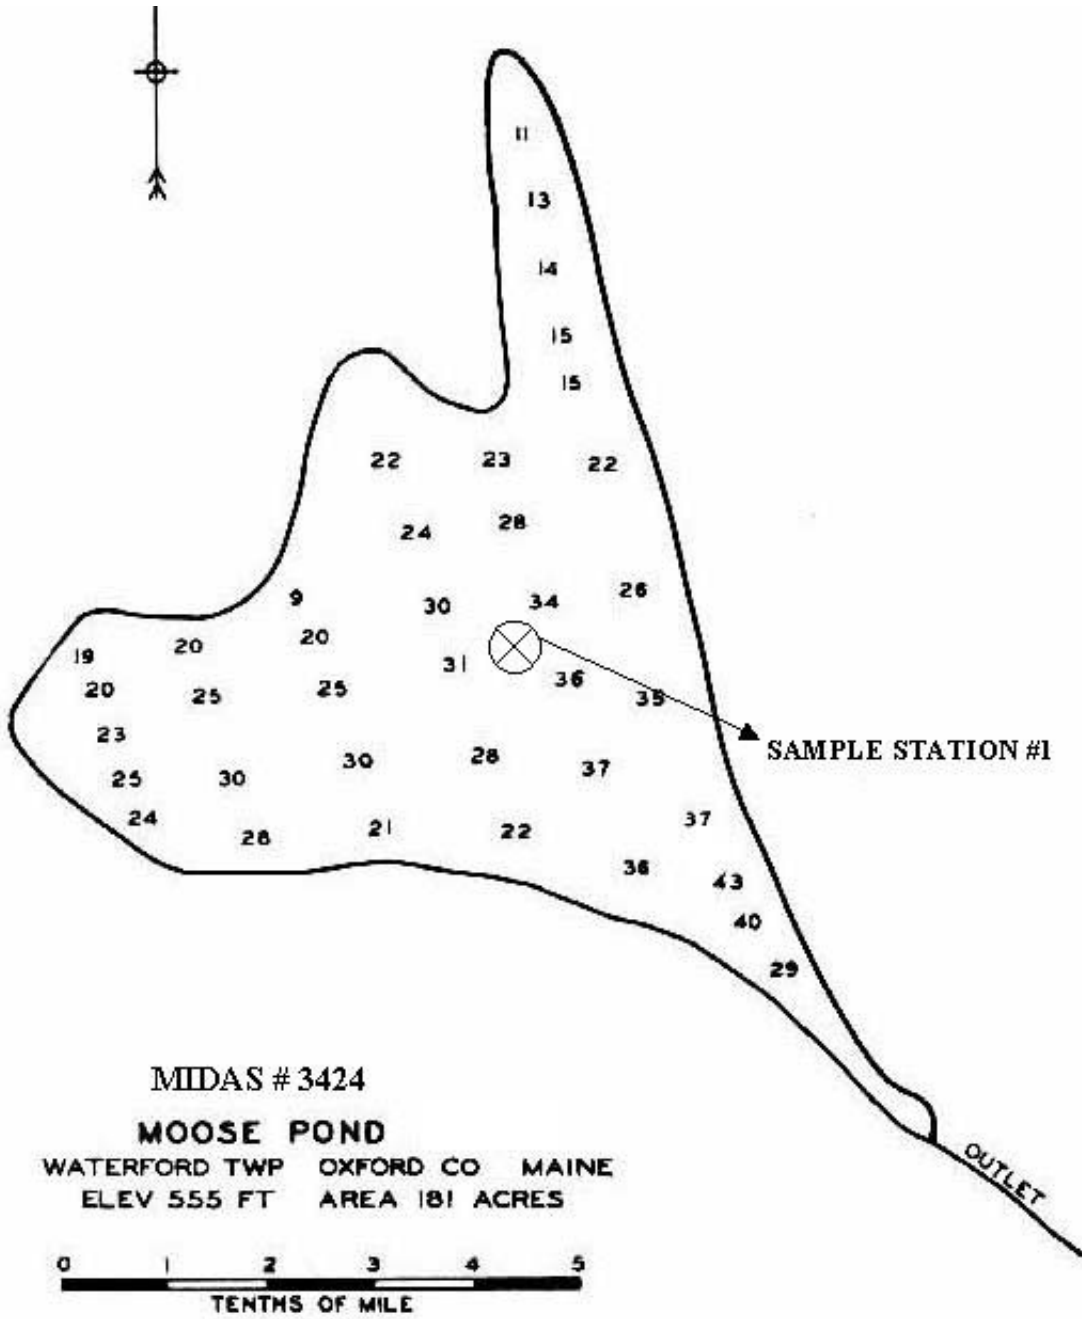 11
13
14
15
15
22 23 22
24 28
9 30 34 26
19 20 20 31 36
20 25 25 35
23 SAMPLE STATION #1
25 30 30 28 37
24 28 21 22 37
36 43
40
29
MIDAS # 3424
MOOSE POND
WATERFORD TWP OXFORD CO MAINE
ELEV 555 FT AREA 181 ACRES
OUTLET
0 1 2 3 4 5
TENTHS OF MILE